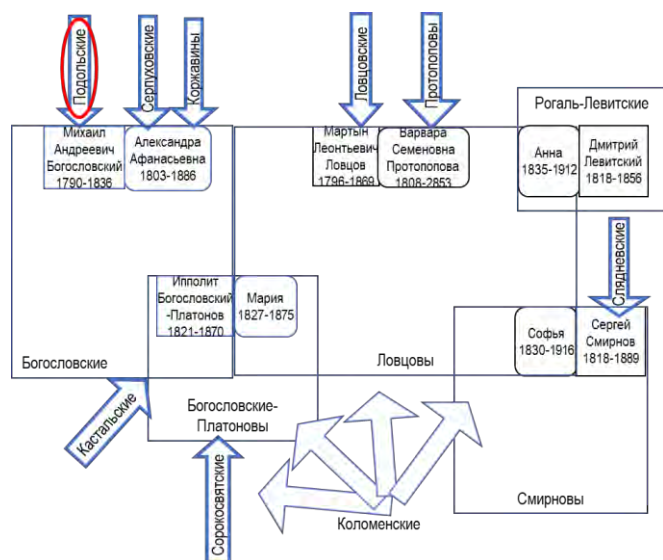 Подольские
Серпуховские
Коржавины
Ловцовские
Протопоповы
Рогаль-Левитские
Михаил
Андреевич
Богословский
1790-1836
Александра
Афанасьевна
1803-1886
Мартын
Леонтьевич
Ловцов
1796-1869
Варвара
Семеновна
Протопопова
1808-2853
Анна
1835-1912
Дмитрий
Левитский
1818-1856
Слядневские
Ипполит
Богословский
-Платонов
1821-1870
Мария
1827-1875
Софья
1830-1916
Сергей
Смирнов
1818-1889
Богословские
Ловцовы
Кастальские
Богословские-
Платоновы
Сорокосвятские
Коломенские
Смирновы